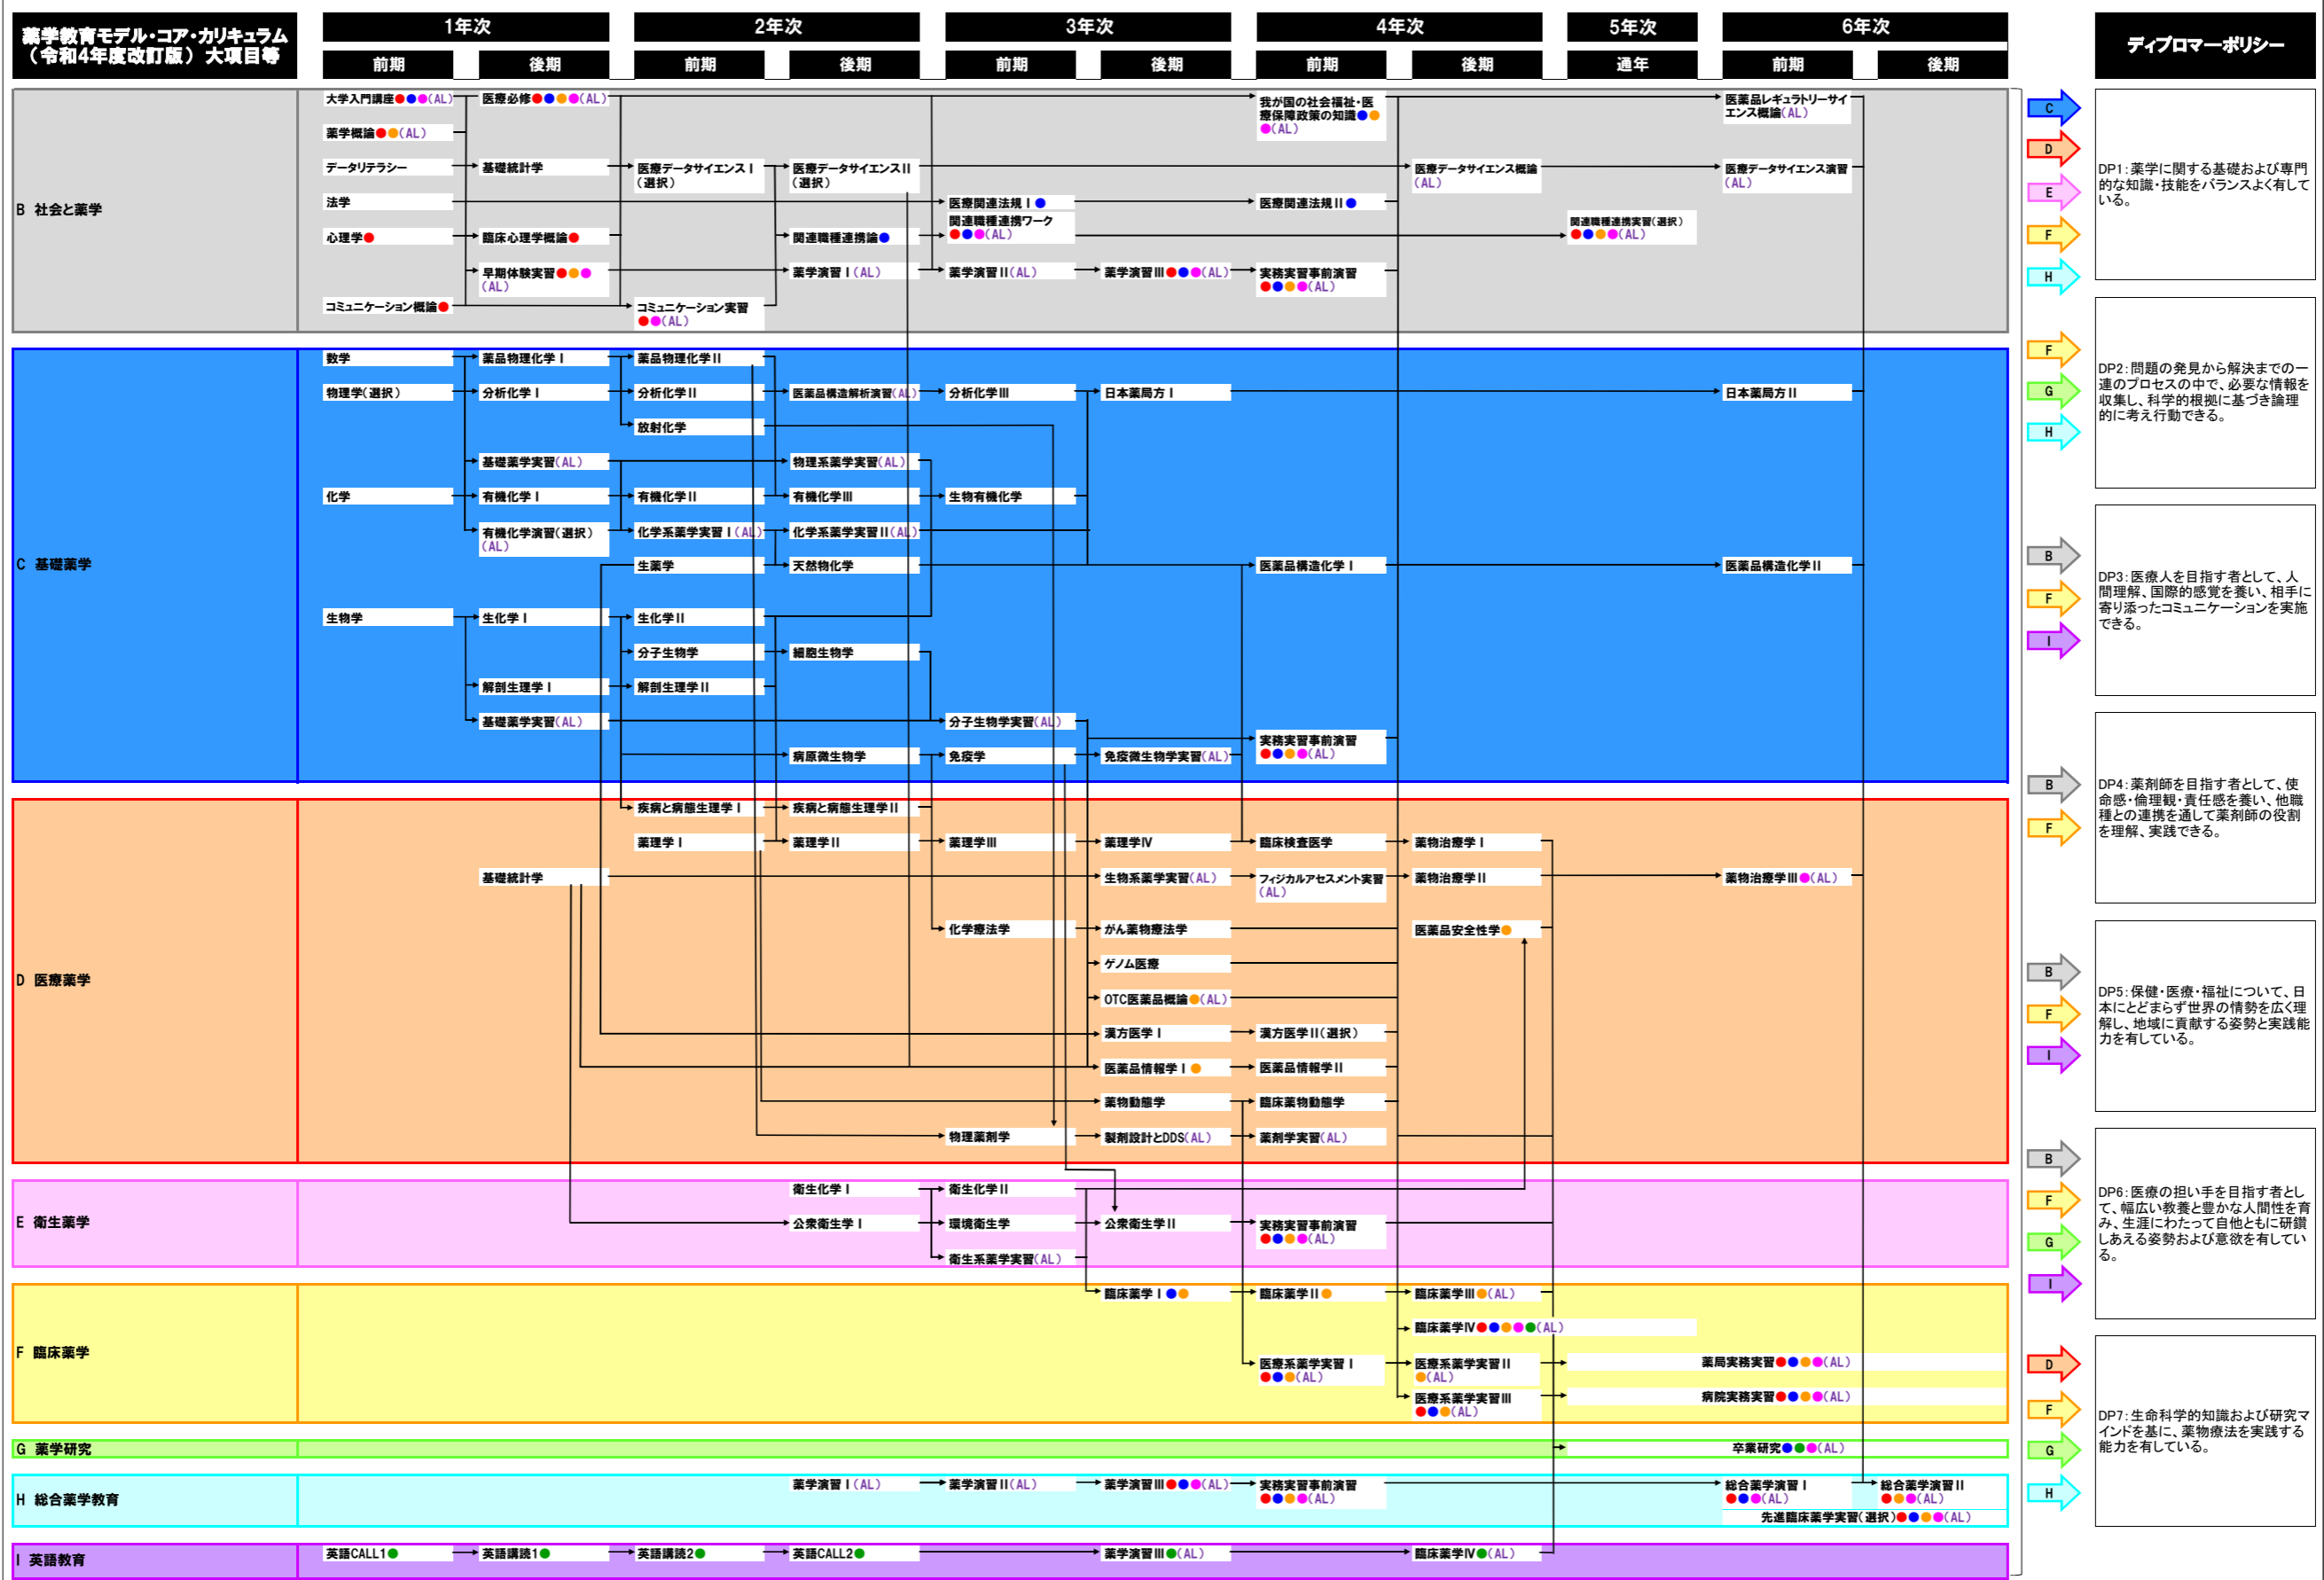 薬学教育モデル・コア・カリキュラム
（令和4年度改訂版）大項目等
1年次
2年次
3年次
4年次
5年次
6年次
ディプロマーポリシー
前期
後期
前期
後期
前期
後期
前期
後期
通年
前期
後期
B 社会と薬学
大学入門講座●●●(AL)
医療必修●●●●(AL)
我が国の社会福祉・医
療保障政策の知識●●
●(AL)
医薬品レギュラトリーサイ
エンス概論(AL)
薬学概論●●(AL)
データリテラシー
基礎統計学
医療データサイエンスⅠ
(選択)
医療データサイエンスⅡ
(選択)
医療データサイエンス概論
(AL)
医療データサイエンス演習
(AL)
法学
医療関連法規Ⅰ●
医療関連法規Ⅱ●
心理学●
臨床心理学概論●
関連職種連携論●
関連職種連携ワーク
●●●(AL)
関連職種連携実習(選択)
●●●●(AL)
早期体験実習●●●
(AL)
薬学演習Ⅰ(AL)
薬学演習Ⅱ(AL)
薬学演習Ⅲ●●●(AL)
実務実習事前演習
●●●●(AL)
コミュニケーション概論●
コミュニケーション実習
●●(AL)
C 基礎薬学
数学
薬品物理化学Ⅰ
薬品物理化学Ⅱ
物理学(選択)
分析化学Ⅰ
分析化学Ⅱ
医薬品構造解析演習(AL)
分析化学Ⅲ
日本薬局方Ⅰ
日本薬局方Ⅱ
放射化学
基礎薬学実習(AL)
物理系薬学実習(AL)
化学
有機化学Ⅰ
有機化学Ⅱ
有機化学Ⅲ
生物有機化学
有機化学演習(選択)
(AL)
化学系薬学実習Ⅰ(AL)
化学系薬学実習Ⅱ(AL)
生薬学
天然物化学
医薬品構造化学Ⅰ
医薬品構造化学Ⅱ
生物学
生化学Ⅰ
生化学Ⅱ
分子生物学
細胞生物学
解剖生理学Ⅰ
解剖生理学Ⅱ
基礎薬学実習(AL)
分子生物学実習(AL)
実務実習事前演習
●●●●(AL)
病原微生物学
免疫学
免疫微生物学実習(AL)
D 医療薬学
疾病と病態生理学Ⅰ
疾病と病態生理学Ⅱ
薬理学Ⅰ
薬理学Ⅱ
薬理学Ⅲ
薬理学Ⅳ
臨床検査医学
薬物治療学Ⅰ
基礎統計学
生物系薬学実習(AL)
フィジカルアセスメント実習
(AL)
薬物治療学Ⅱ
薬物治療学Ⅲ●(AL)
化学療法学
がん薬物療法学
医薬品安全性学●
ゲノム医療
OTC医薬品概論●(AL)
漢方医学Ⅰ
漢方医学Ⅱ(選択)
医薬品情報学Ⅰ●
医薬品情報学Ⅱ
薬物動態学
臨床薬物動態学
物理薬剤学
製剤設計とDDS(AL)
薬剤学実習(AL)
E 衛生薬学
衛生化学Ⅰ
衛生化学Ⅱ
公衆衛生学Ⅰ
環境衛生学
公衆衛生学Ⅱ
実務実習事前演習
●●●●(AL)
衛生系薬学実習(AL)
F 臨床薬学
臨床薬学Ⅰ●●
臨床薬学Ⅱ●
臨床薬学Ⅲ●(AL)
臨床薬学Ⅳ●●●●●(AL)
医療系薬学実習Ⅰ
●●●(AL)
医療系薬学実習Ⅱ
●(AL)
薬局実務実習●●●●(AL)
医療系薬学実習Ⅲ
●●●(AL)
病院実務実習●●●●(AL)
G 薬学研究
卒業研究●●●(AL)
H 総合薬学教育
薬学演習Ⅰ(AL)
薬学演習Ⅱ(AL)
薬学演習Ⅲ●●●(AL)
実務実習事前演習
●●●●(AL)
総合薬学演習Ⅰ
●●●(AL)
総合薬学演習Ⅱ
●●●(AL)
先進臨床薬学実習(選択)●●●●(AL)
I 英語教育
英語CALL1●
英語講読1●
英語講読2●
英語CALL2●
薬学演習Ⅲ●(AL)
臨床薬学Ⅳ●(AL)
C
D
E
F
H
DP1：薬学に関する基礎および専門
的な知識・技能をバランスよく有して
いる。
F
G
H
DP2：問題の発見から解決までの一
連のプロセスの中で、必要な情報を
収集し、科学的根拠に基づき論理
的に考え行動できる。
B
F
I
DP3：医療人を目指す者として、人
間理解、国際的感覚を養い、相手に
寄り添ったコミュニケーションを実施
できる。
B
F
DP4：薬剤師を目指す者として、使
命感・倫理観・責任感を養い、他職
種との連携を通して薬剤師の役割
を理解、実践できる。
B
F
I
DP5：保健・医療・福祉について、日
本にとどまらず世界の情勢を広く理
解し、地域に貢献する姿勢と実践能
力を有している。
B
F
G
I
DP6：医療の担い手を目指す者とし
て、幅広い教養と豊かな人間性を育
み、生涯にわたって自他ともに研鑽
しあえる姿勢および意欲を有してい
る。
D
F
G
H
DP7：生命科学的知識および研究マ
インドを基に、薬物療法を実践する
能力を有している。